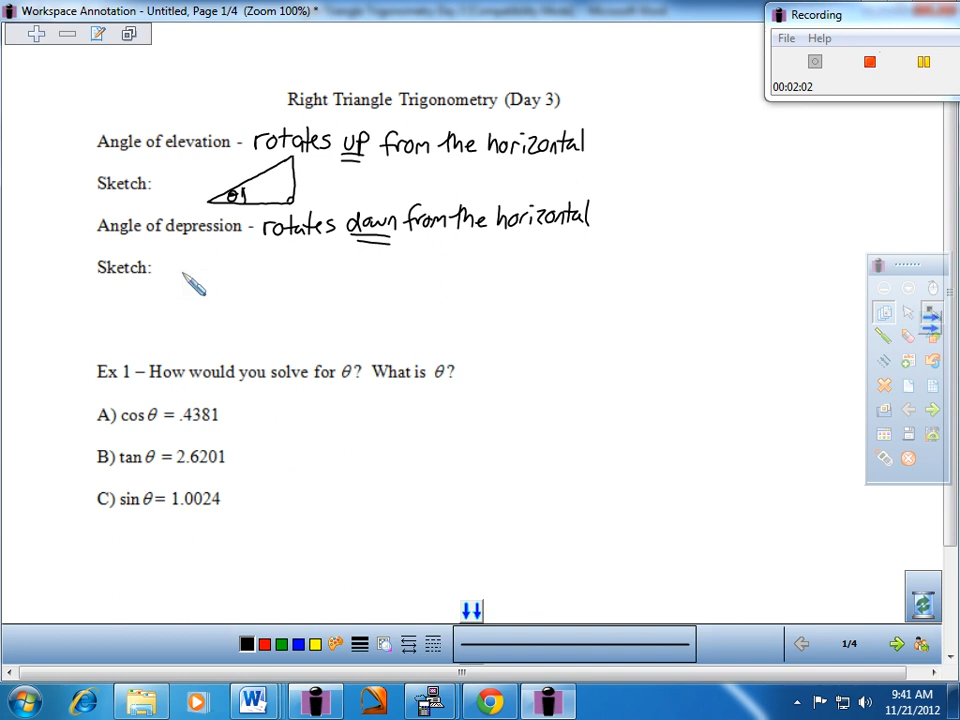 Workspace Annotation - Untitled, Page 1/4 (Zoom 100%) *
Recording
File Help
00:02:02
Right Triangle Trigonometry (Day 3)
Angle of elevation - rotates up from the horizontal
Sketch:
θ
Angle of depression - rotates down from the horizontal
Sketch:
Ex 1 – How would you solve for θ? What is θ?
A) cos θ = .4381
B) tan θ = 2.6201
C) sin θ = 1.0024
1/4
9:41 AM
11/21/2012